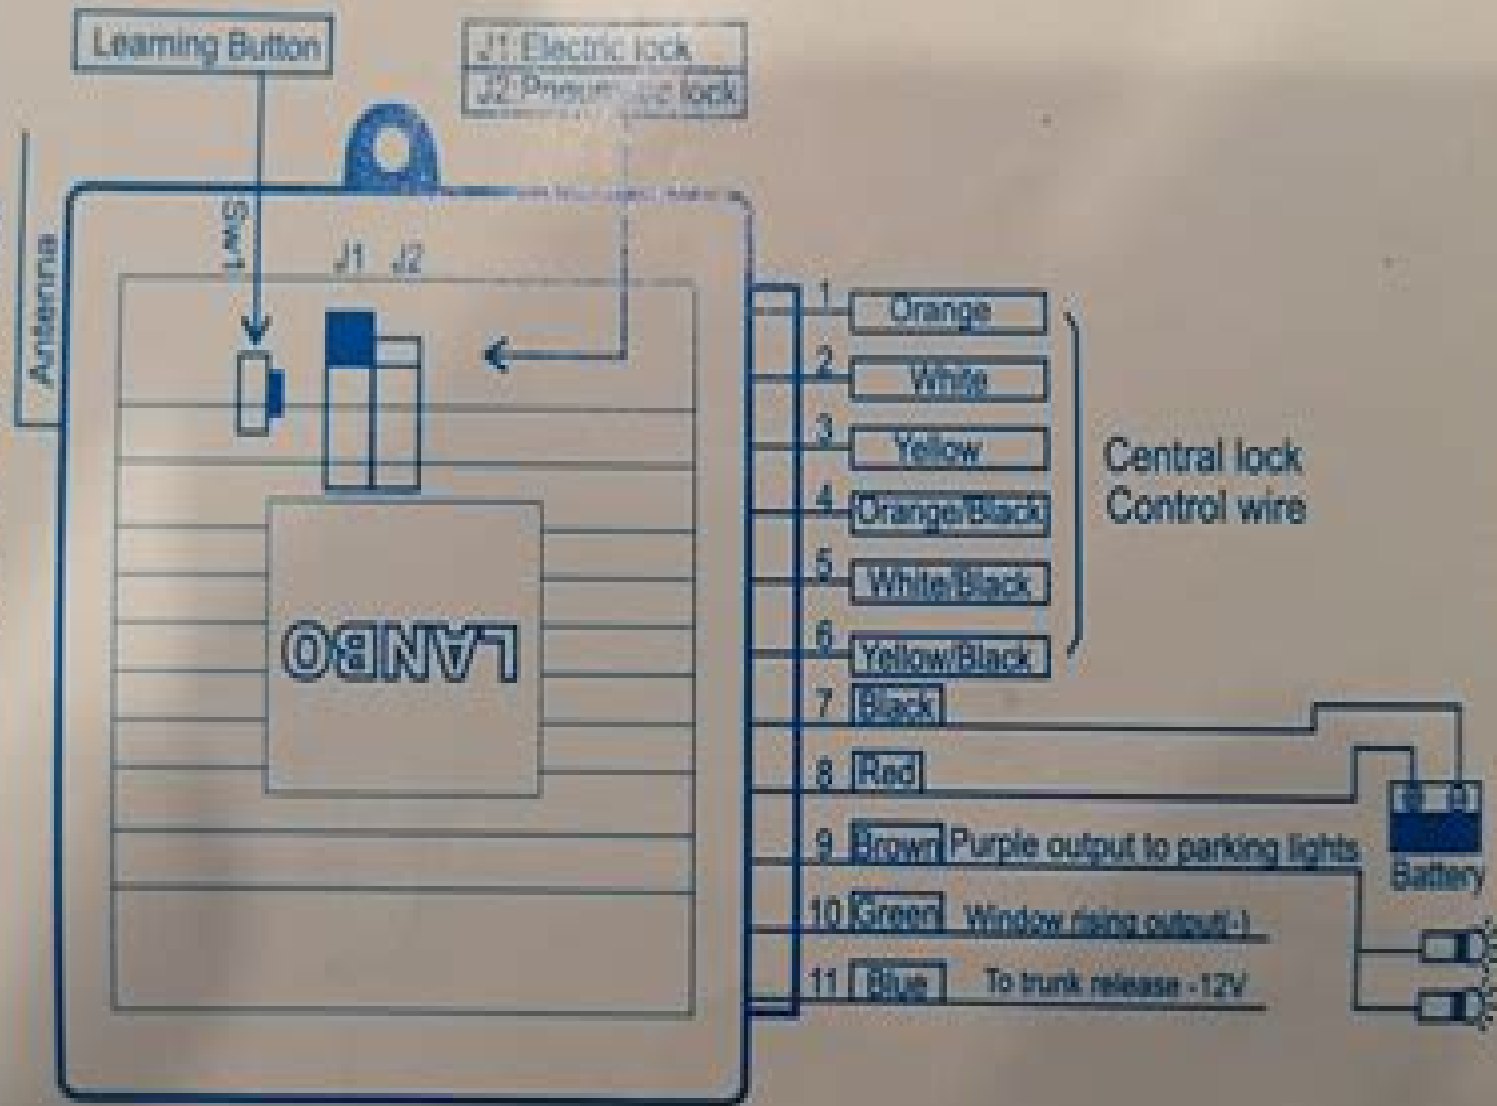 Learning Button
J1:Electric lock
J2:Pneumatic lock
Antenna
Sw1
J1 J2
LANBO
1 Orange
2 White
3 Yellow
4 Orange/Black
5 White/Black
6 Yellow/Black
Central lock
Control wire
7 Black
8 Red
9 Brown Purple output to parking lights
Battery
10 Green Window rising output(-)
11 Blue To trunk release -12V